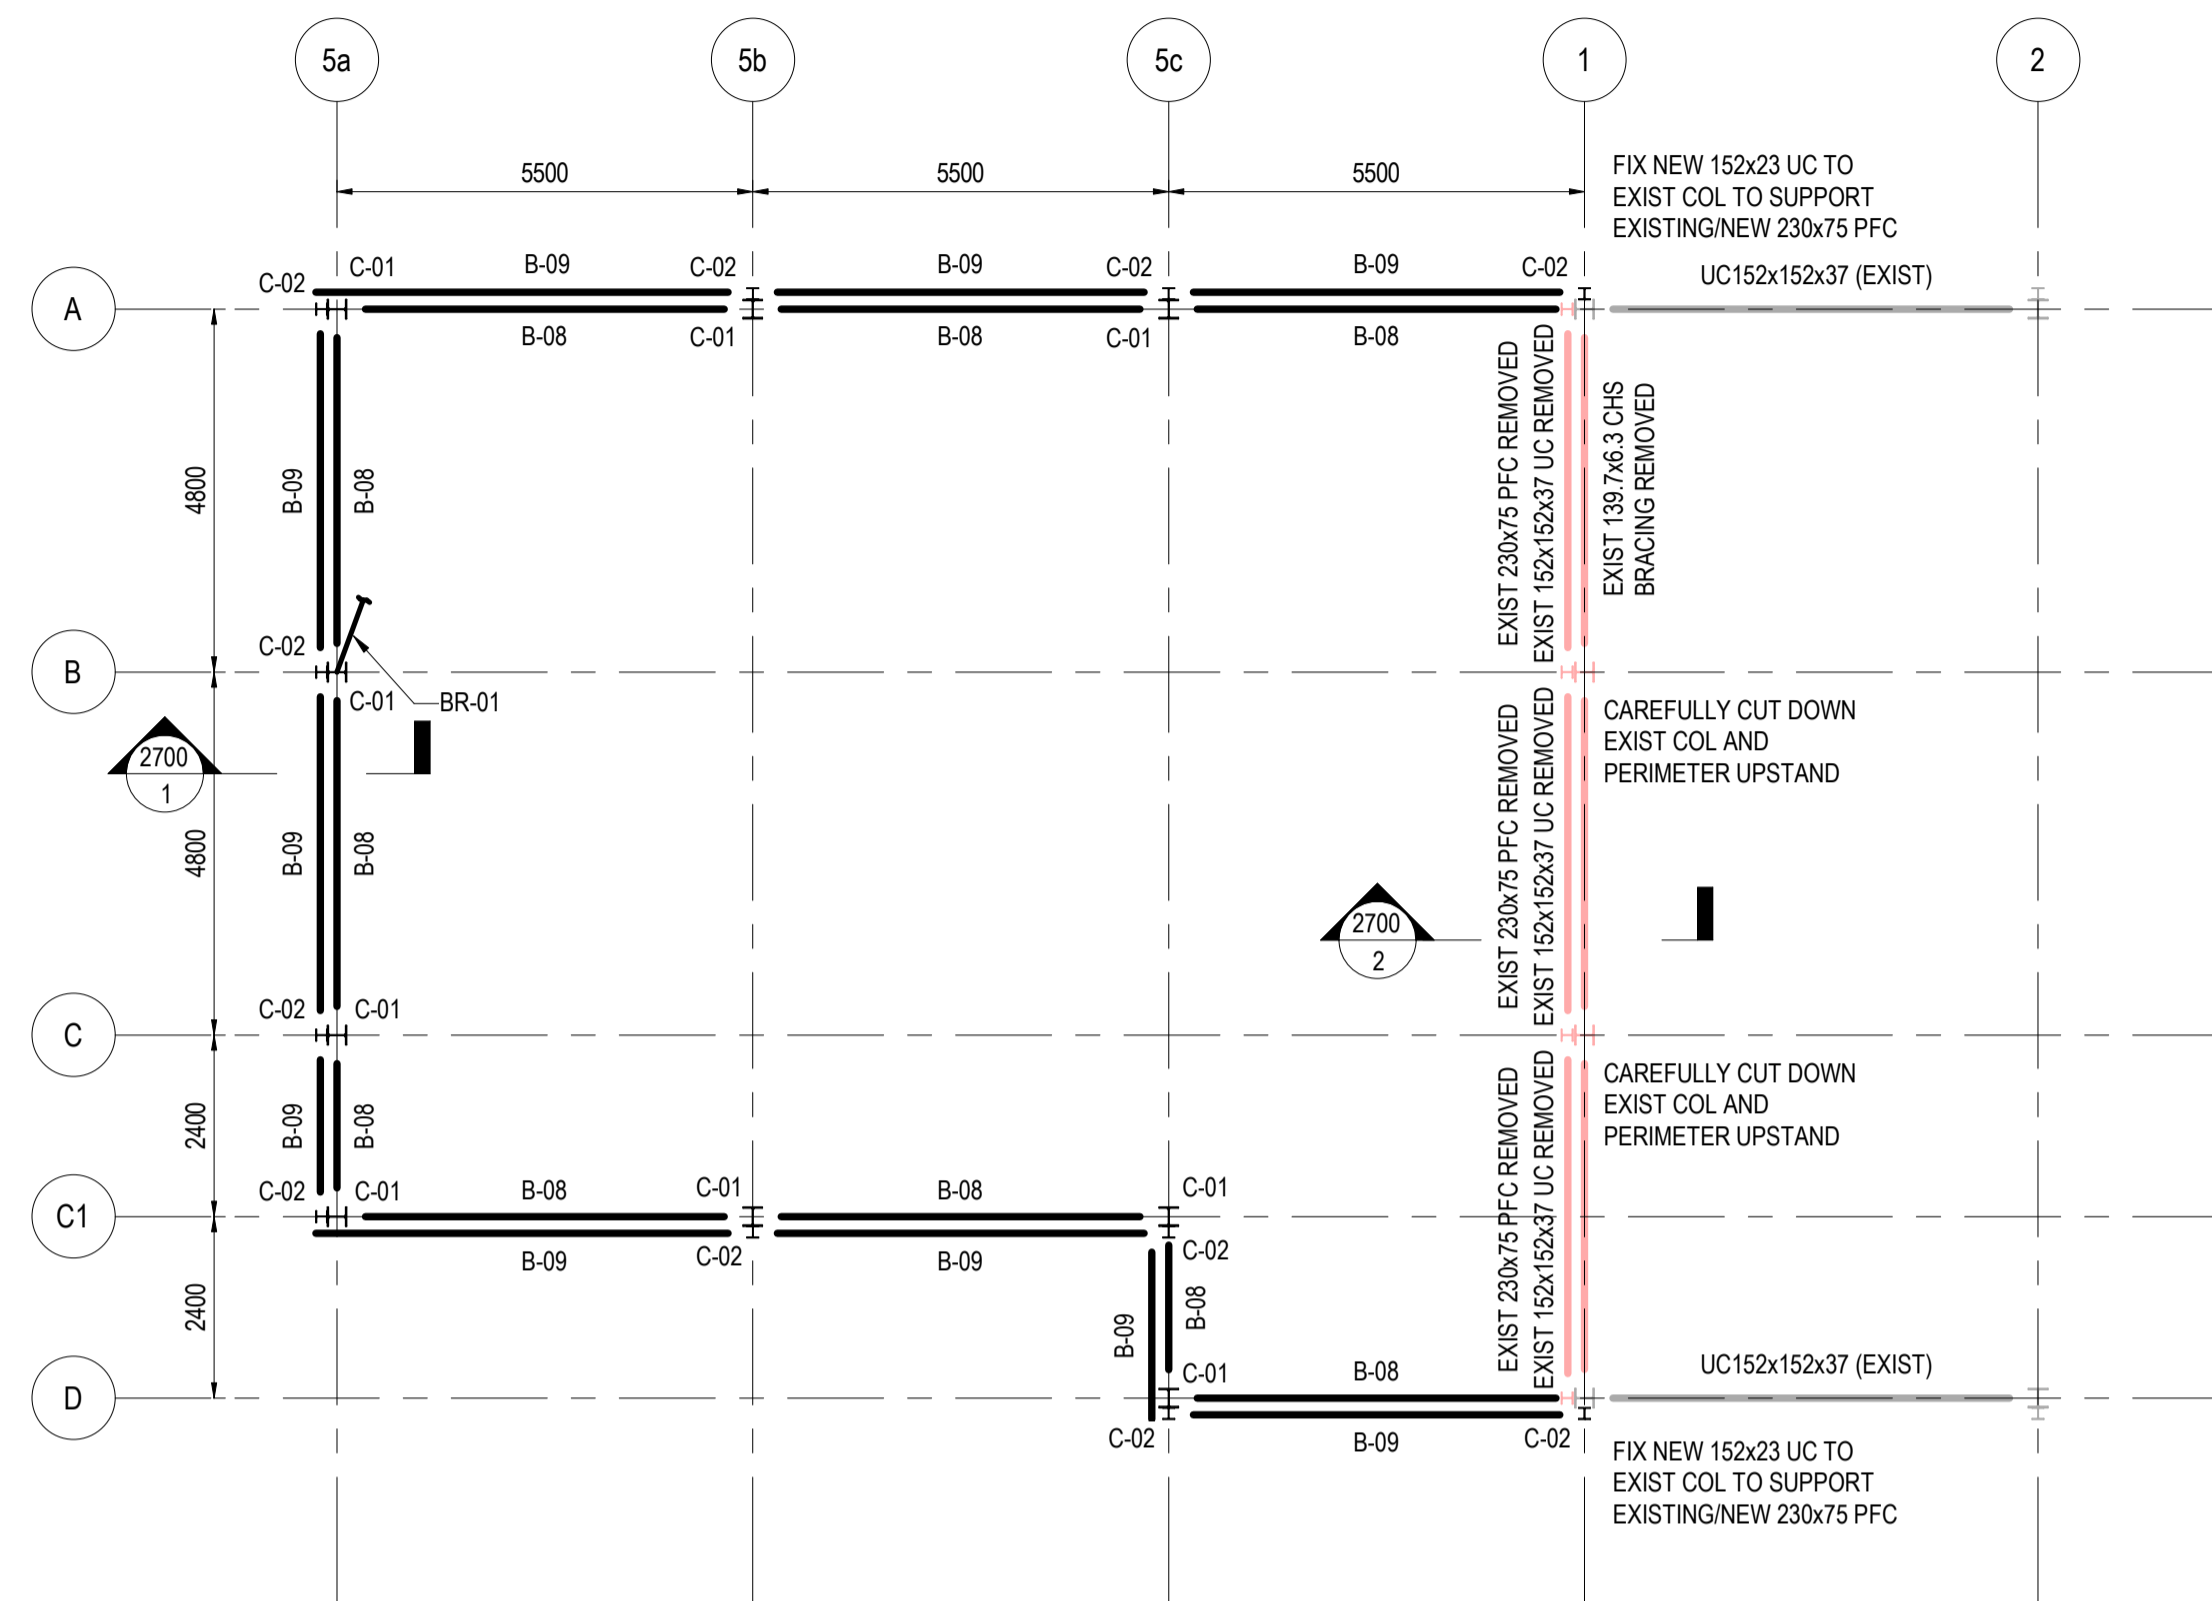 5a
5b
5c
1
2
5500
5500
5500
FIX NEW 152x23 UC TO
EXIST COL TO SUPPORT
EXISTING/NEW 230x75 PFC
C-02
C-01
B-09
C-02
B-09
C-02
B-09
C-02
UC152x152x37 (EXIST)
A
B-08
C-01
B-08
C-01
B-08
4800
B-09
B-08
EXIST 230x75 PFC REMOVED
EXIST 152x152x37 UC REMOVED
EXIST 139.7x6.3 CHS
BRACING REMOVED
C-02
B
C-01
BR-01
2700
1
CAREFULLY CUT DOWN
EXIST COL AND
PERIMETER UPSTAND
4800
B-09
B-08
EXIST 230x75 PFC REMOVED
EXIST 152x152x37 UC REMOVED
2700
2
C-02
C-01
C
CAREFULLY CUT DOWN
EXIST COL AND
PERIMETER UPSTAND
2400
B-09
B-08
EXIST 230x75 PFC REMOVED
EXIST 152x152x37 UC REMOVED
C-02
C-01
B-08
C-01
B-08
C-01
C1
B-09
C-02
B-09
C-02
2400
B-09
B-08
C-01
B-08
UC152x152x37 (EXIST)
D
C-02
B-09
C-02
FIX NEW 152x23 UC TO
EXIST COL TO SUPPORT
EXISTING/NEW 230x75 PFC